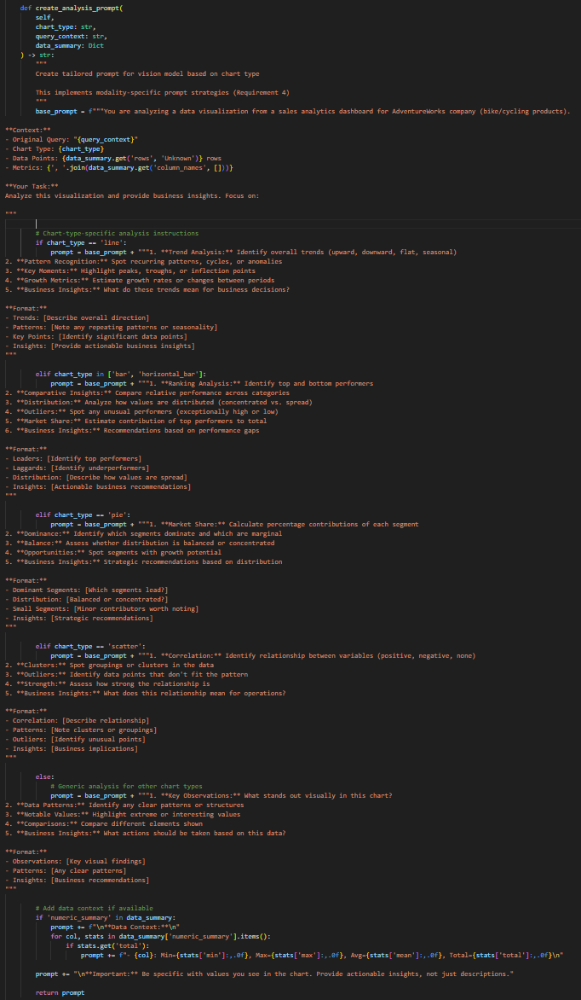 def create_analysis_prompt(
self,
chart_type: str,
query_context: str,
data_summary: Dict
) -> str:
"""
Create tailored prompt for vision model based on chart type
This implements modality-specific prompt strategies (Requirement 4)
"""
base_prompt = f"""You are analyzing a data visualization from a sales analytics dashboard for AdventureWorks company (bike/cycling products).
**Context:**
- Original Query: "{query_context}"
- Chart Type: {chart_type}
- Data Points: {data_summary.get('rows', 'Unknown')} rows
- Metrics: {', '.join(data_summary.get('column_names', []))}
**Your Task:**
Analyze this visualization and provide business insights. Focus on:
"""
# Chart-type-specific analysis instructions
if chart_type == 'line':
prompt = base_prompt + """1. **Trend Analysis:** Identify overall trends (upward, downward, flat, seasonal)
2. **Pattern Recognition:** Spot recurring patterns, cycles, or anomalies
3. **Key Moments:** Highlight peaks, troughs, or inflection points
4. **Growth Metrics:** Estimate growth rates or changes between periods
5. **Business Insights:** What do these trends mean for business decisions?
**Format:**
- Trends: [Describe overall direction]
- Patterns: [Note any repeating patterns or seasonality]
- Key Points: [Identify significant data points]
- Insights: [Provide actionable business insights]
"""
elif chart_type in ['bar', 'horizontal_bar']:
prompt = base_prompt + """1. **Ranking Analysis:** Identify top and bottom performers
2. **Comparative Insights:** Compare relative performance across categories
3. **Distribution:** Analyze how values are distributed (concentrated vs. spread)
4. **Outliers:** Spot any unusual performers (exceptionally high or low)
5. **Market Share:** Estimate contribution of top performers to total
6. **Business Insights:** Recommendations based on performance gaps
**Format:**
- Leaders: [Identify top performers]
- Laggards: [Identify underperformers]
- Distribution: [Describe how values are spread]
- Insights: [Actionable business recommendations]
"""
elif chart_type == 'pie':
prompt = base_prompt + """1. **Market Share:** Calculate percentage contributions of each segment
2. **Dominance:** Identify which segments dominate and which are marginal
3. **Balance:** Assess whether distribution is balanced or concentrated
4. **Opportunities:** Spot segments with growth potential
5. **Business Insights:** Strategic recommendations based on distribution
**Format:**
- Dominant Segments: [Which segments lead?]
- Distribution: [Balanced or concentrated?]
- Small Segments: [Minor contributors worth noting]
- Insights: [Strategic recommendations]
"""
elif chart_type == 'scatter':
prompt = base_prompt + """1. **Correlation:** Identify relationship between variables (positive, negative, none)
2. **Clusters:** Spot groupings or clusters in the data
3. **Outliers:** Identify data points that don't fit the pattern
4. **Strength:** Assess how strong the relationship is
5. **Business Insights:** What does this relationship mean for operations?
**Format:**
- Correlation: [Describe relationship]
- Patterns: [Note clusters or groupings]
- Outliers: [Identify unusual points]
- Insights: [Business implications]
"""
else:
# Generic analysis for other chart types
prompt = base_prompt + """1. **Key Observations:** What stands out visually in this chart?
2. **Data Patterns:** Identify any clear patterns or structures
3. **Notable Values:** Highlight extreme or interesting values
4. **Comparisons:** Compare different elements shown
5. **Business Insights:** What actions should be taken based on this data?
**Format:**
- Observations: [Key visual findings]
- Patterns: [Any clear patterns]
- Insights: [Business recommendations]
"""
# Add data context if available
if 'numeric_summary' in data_summary:
prompt += f"\n**Data Context:**\n"
for col, stats in data_summary['numeric_summary'].items():
if stats.get('total'):
prompt += f"- {col}: Min={stats['min']:,.0f}, Max={stats['max']:,.0f}, Avg={stats['mean']:,.0f}, Total={stats['total']:,.0f}\n"
prompt += "\n**Important:** Be specific with values you see in the chart. Provide actionable insights, not just descriptions."
return prompt